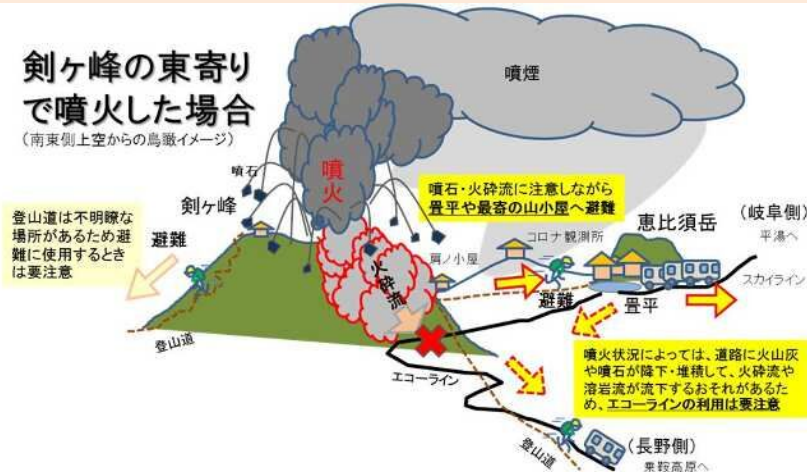 剣ヶ峰の東寄り
で噴火した場合
(南東側上空からの鳥瞰イメージ)
噴煙
噴石
噴火
剣ヶ峰
噴石・火砕流に注意しながら
畳平や最寄の山小屋へ避難
登山道は不明瞭な
場所があるため避
難に使用するとき
は要注意
避難
火砕流
肩ノ小屋
コロナ観測所
恵比須岳
(岐阜側)
平湯へ
スカイライン
避難
畳平
登山道
エコーライン
噴火状況によっては、道路に火山灰
や噴石が降下・堆積して、火砕流や
溶岩流が流下するおそれがあるた
め、エコーラインの利用は要注意
登山道
(長野側)
乗鞍高原へ